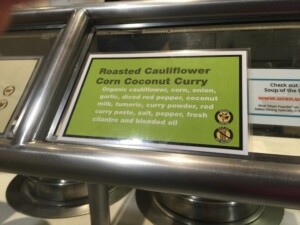 Roasted Cauliflower
Corn Coconut Curry
Organic cauliflower, corn, onion,
garlic, diced red pepper, coconut
milk, tumeric, curry powder, red
curry paste, salt, pepper, fresh
cilantro and blended oil
Check out
Soup of the